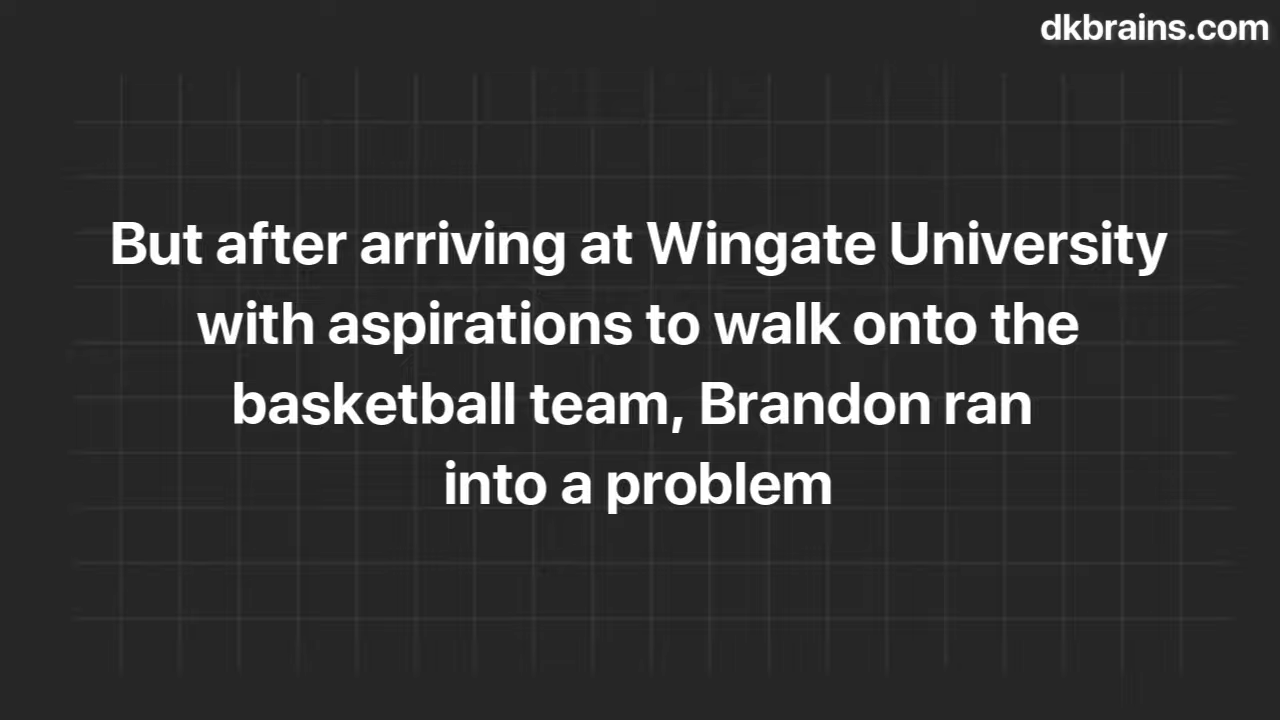 dkbrains.com
But after arriving at Wingate University
with aspirations to walk onto the
basketball team, Brandon ran
into a problem